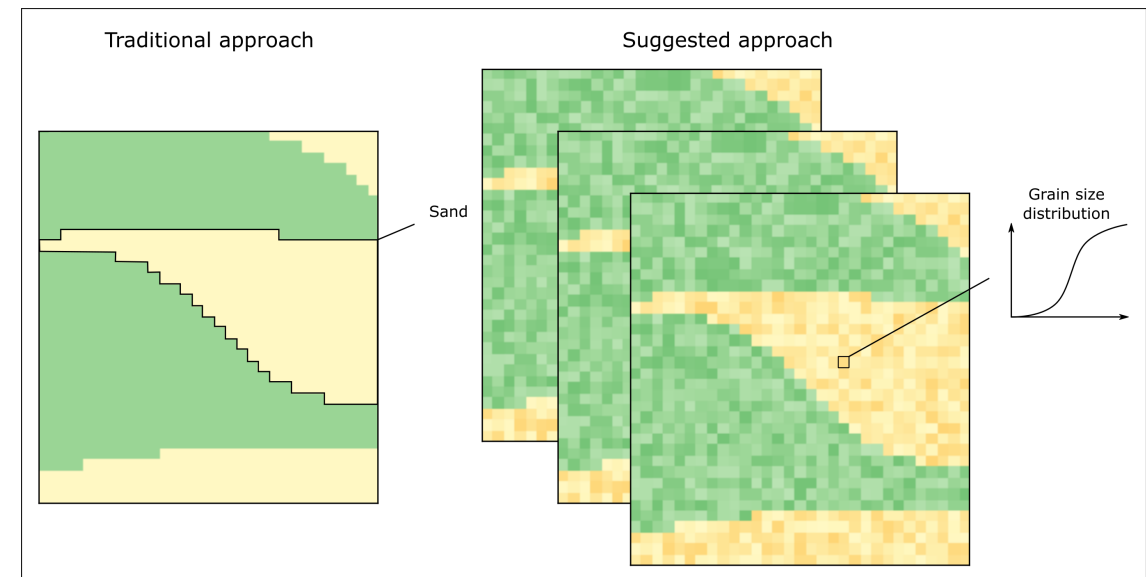 Traditional approach
Suggested approach
Sand
Grain size
distribution